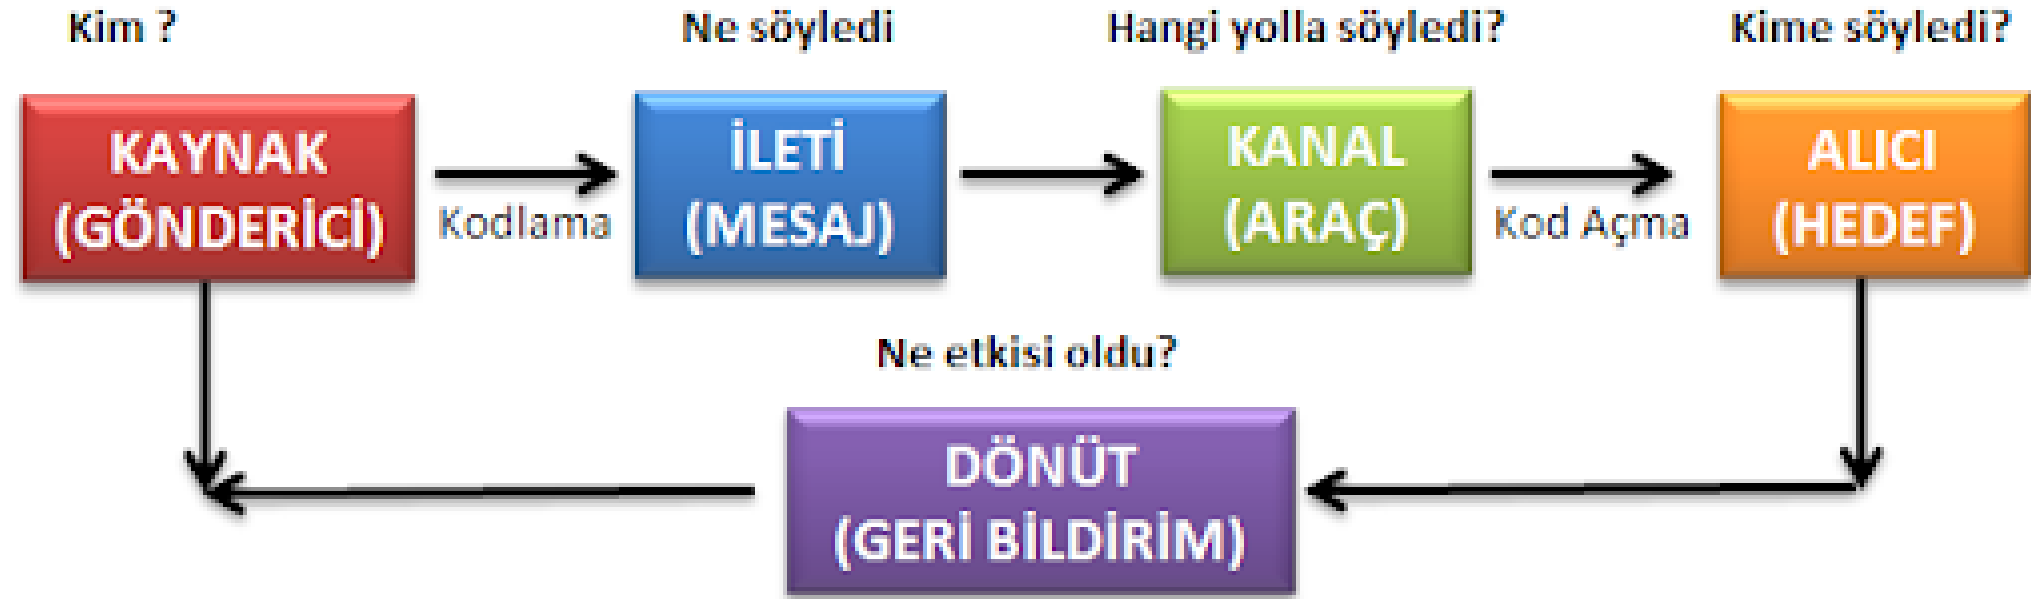 Kim ?
Ne söyledi
Hangi yolla söyledi?
Kime söyledi?
KAYNAK
(GÖNDERİCİ)
Kodlama
İLETİ
(MESAJ)
KANAL
(ARAÇ)
Kod Açma
ALICI
(HEDEF)
Ne etkisi oldu?
DÖNÜT
(GERİ BİLDİRİM)